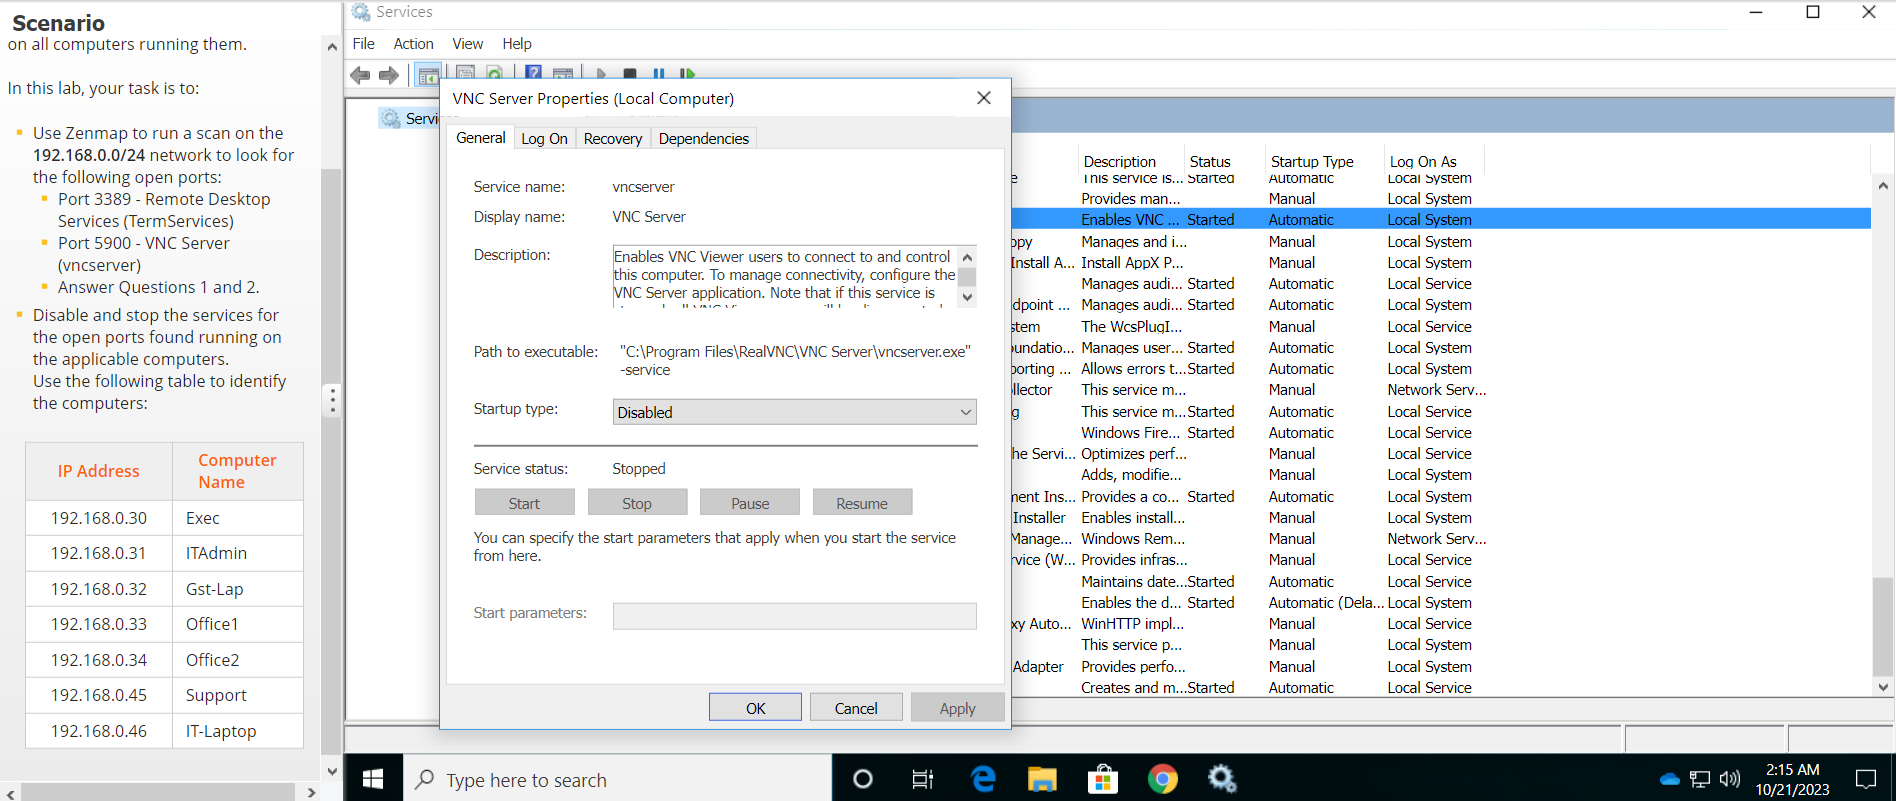 Scenario
on all computers running them.
In this lab, your task is to:
Use Zenmap to run a scan on the
192.168.0.0/24 network to look for
the following open ports:
Port 3389 - Remote Desktop
Services (TermServices)
Port 5900 - VNC Server
(vncserver)
Answer Questions 1 and 2.
Disable and stop the services for
the open ports found running on
the applicable computers.
Use the following table to identify
the computers:
IP Address Computer Name
192.168.0.30 Exec
192.168.0.31 ITAdmin
192.168.0.32 Gst-Lap
192.168.0.33 Office1
192.168.0.34 Office2
192.168.0.45 Support
192.168.0.46 IT-Laptop
Services
File Action View Help
Servi
VNC Server Properties (Local Computer)
General Log On Recovery Dependencies
Service name: vncserver
Display name: VNC Server
Description: Enables VNC Viewer users to connect to and control
this computer. To manage connectivity, configure the
VNC Server application. Note that if this service is
Path to executable: "C:\Program Files\RealVNC\VNC Server\vncserver.exe"
-service
Startup type: Disabled
Service status: Stopped
Start Stop Pause Resume
You can specify the start parameters that apply when you start the service
from here.
Start parameters:
OK Cancel Apply
Description Status Startup Type Log On As
e This service is... Started Automatic Local System
Provides man... Manual Local System
Enables VNC ... Started Automatic Local System
opy Manages and i... Manual Local System
Install A... Install AppX P... Manual Local System
Manages audi... Started Automatic Local Service
dpoint ... Manages audi... Started Automatic Local System
stem The WcsPlugI... Manual Local Service
undatio... Manages user... Started Automatic Local System
porting ... Allows errors t... Started Automatic Local System
llector This service m... Manual Network Serv...
g This service m... Started Automatic Local Service
Windows Fire... Started Automatic Local Service
he Servi... Optimizes perf... Manual Local Service
Adds, modifie... Manual Local System
ment Ins... Provides a co... Started Automatic Local System
Installer Enables install... Manual Local System
Manage... Windows Rem... Manual Network Serv...
rvice (W... Provides infras... Manual Local Service
Maintains date... Started Automatic Local Service
Enables the d... Started Automatic (Dela... Local System
xy Auto... WinHTTP impl... Manual Local Service
This service p... Manual Local System
Adapter Provides perfo... Manual Local System
Creates and m... Started Automatic Local Service
Type here to search
2:15 AM
10/21/2023